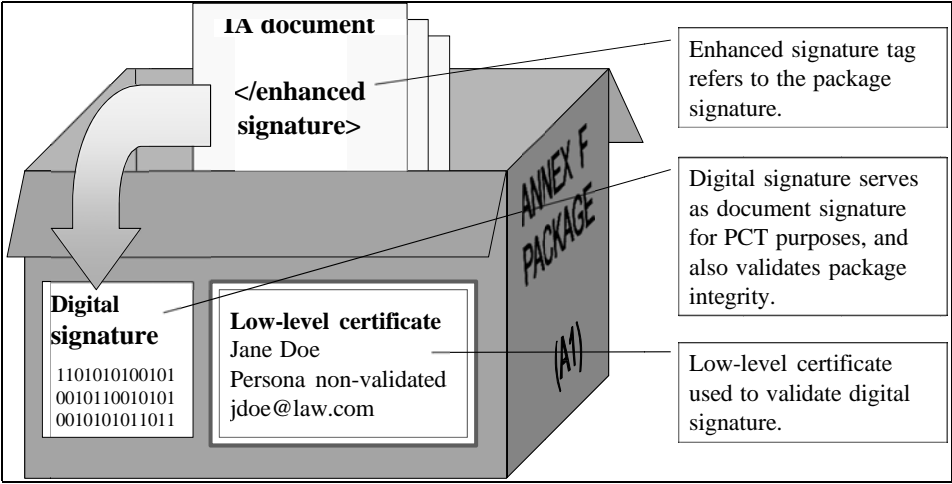 IA document
</enhanced
signature>
Enhanced signature tag
refers to the package
signature.
ANNEX F
PACKAGE
(A1)
Digital signature serves
as document signature
for PCT purposes, and
also validates package
integrity.
Digital
signature
1101010100101
0010110010101
0010101011011
Low-level certificate
Jane Doe
Persona non-validated
jdoe@law.com
Low-level certificate
used to validate digital
signature.